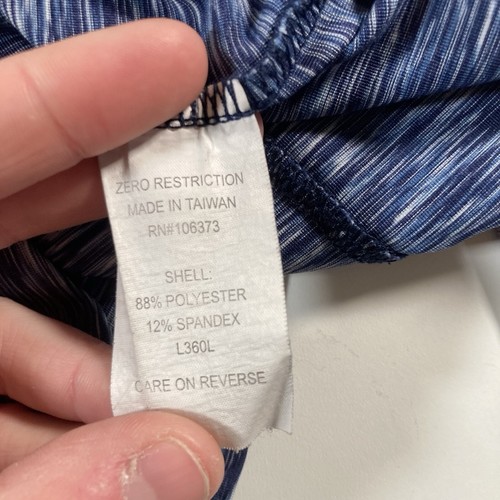 ZERO RESTRICTION
MADE IN TAIWAN
RN#106373
SHELL:
88% POLYESTER
12% SPANDEX
L360L
CARE ON REVERSE